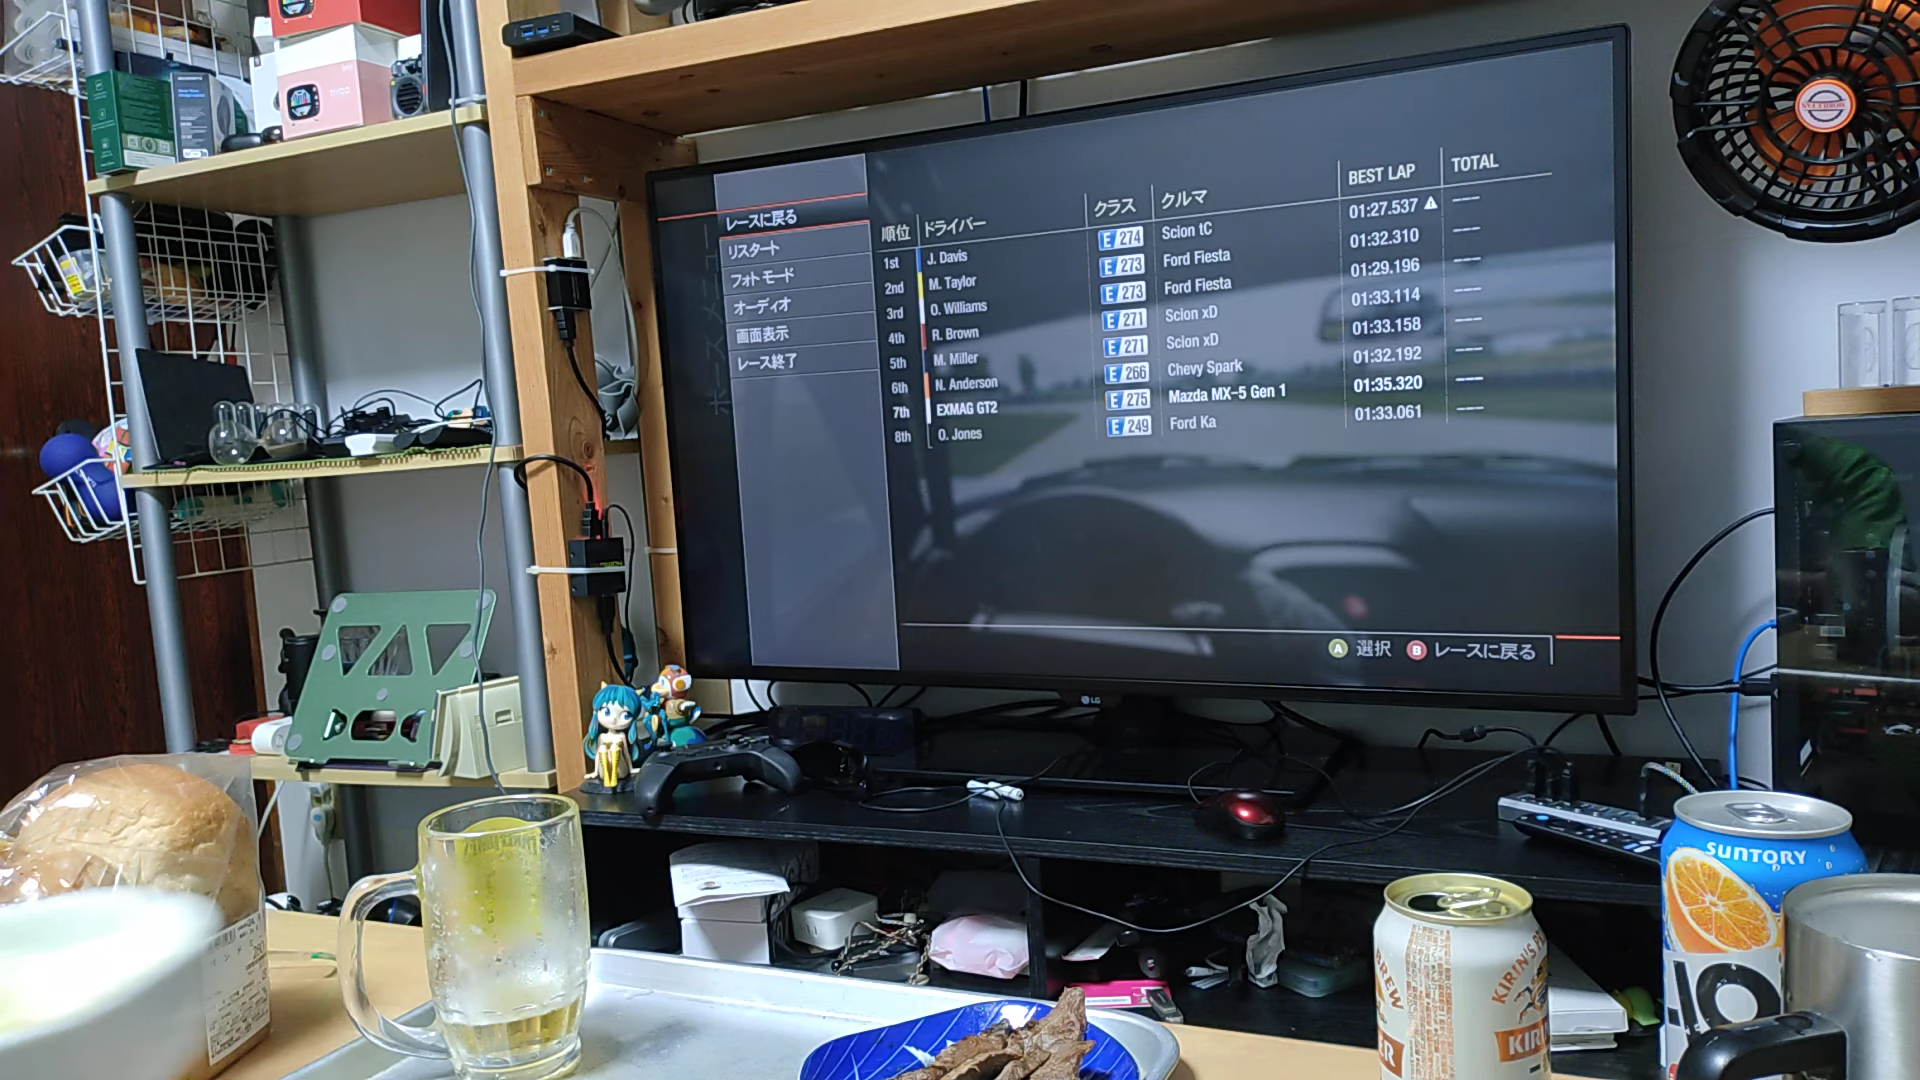 レースに戻る
リスタート
フォトモード
オーディオ
画面表示
レース終了
順位 ドライバー クラス クルマ BEST LAP TOTAL
1st J. Davis E 274 Scion tC 01:27.537
2nd M. Taylor E 273 Ford Fiesta 01:32.310
3rd O. Williams E 273 Ford Fiesta 01:29.196
4th R. Brown E 271 Scion xD 01:33.114
5th M. Miller E 271 Scion xD 01:33.158
6th N. Anderson E 266 Chevy Spark 01:32.192
7th EXMAG GT2 E 275 Mazda MX-5 Gen 1 01:35.320
8th O. Jones E 249 Ford Ka 01:33.061
A 選択 B レースに戻る
LG
SUNTORY
BREW
KIRIN'S
KIRIN